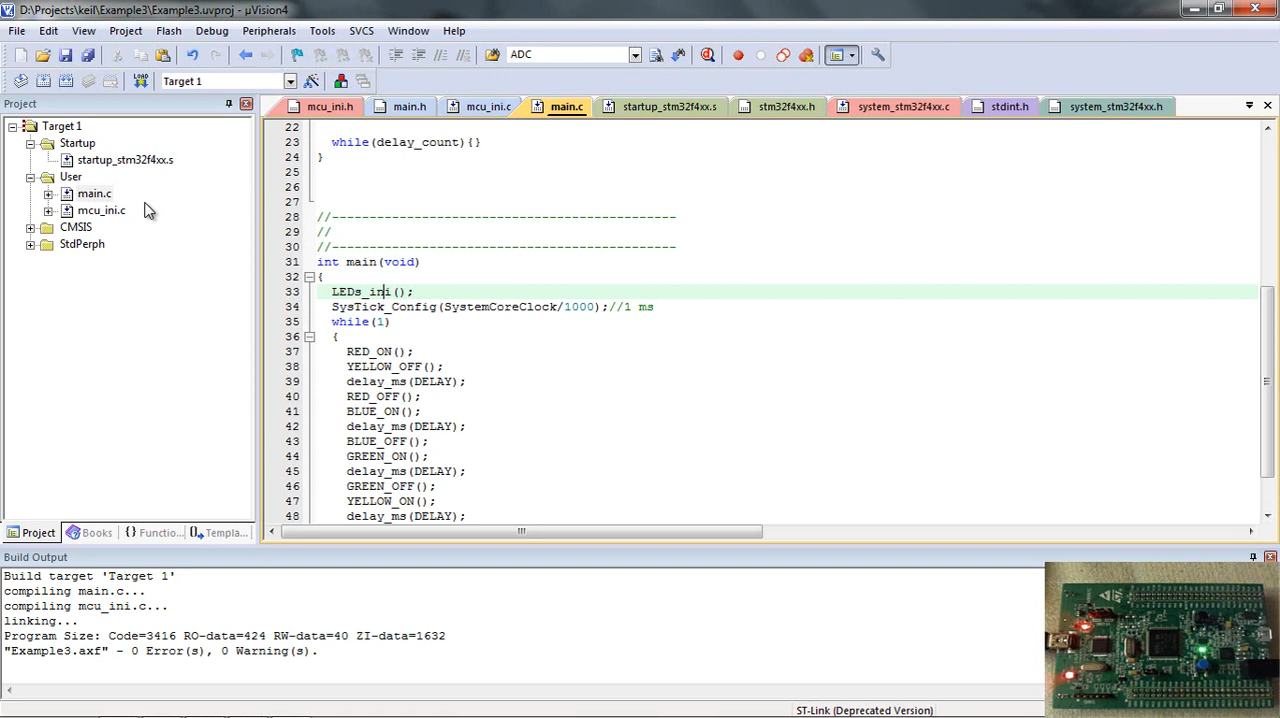 D:\Projects\keil\Example3\Example3.uvproj - µVision4
File Edit View Project Flash Debug Peripherals Tools SVCS Window Help
ADC
LOAD Target 1
Project
mcu_ini.h main.h mcu_ini.c main.c startup_stm32f4xx.s stm32f4xx.h system_stm32f4xx.c stdint.h system_stm32f4xx.h
Target 1
Startup
startup_stm32f4xx.s
User
main.c
mcu_ini.c
CMSIS
StdPerph
22
23 while(delay_count){}
24 }
25
26
27
28 //----------------------------------------------
29 //
30 //----------------------------------------------
31 int main(void)
32 {
33 LEDs_ini();
34 SysTick_Config(SystemCoreClock/1000);//1 ms
35 while(1)
36 {
37 RED_ON();
38 YELLOW_OFF();
39 delay_ms(DELAY);
40 RED_OFF();
41 BLUE_ON();
42 delay_ms(DELAY);
43 BLUE_OFF();
44 GREEN_ON();
45 delay_ms(DELAY);
46 GREEN_OFF();
47 YELLOW_ON();
48 delay_ms(DELAY);
Project Books {} Functio... Templa...
Build Output
Build target 'Target 1'
compiling main.c...
compiling mcu_ini.c...
linking...
Program Size: Code=3416 RO-data=424 RW-data=40 ZI-data=1632
"Example3.axf" - 0 Error(s), 0 Warning(s).
ST-Link (Deprecated Version)